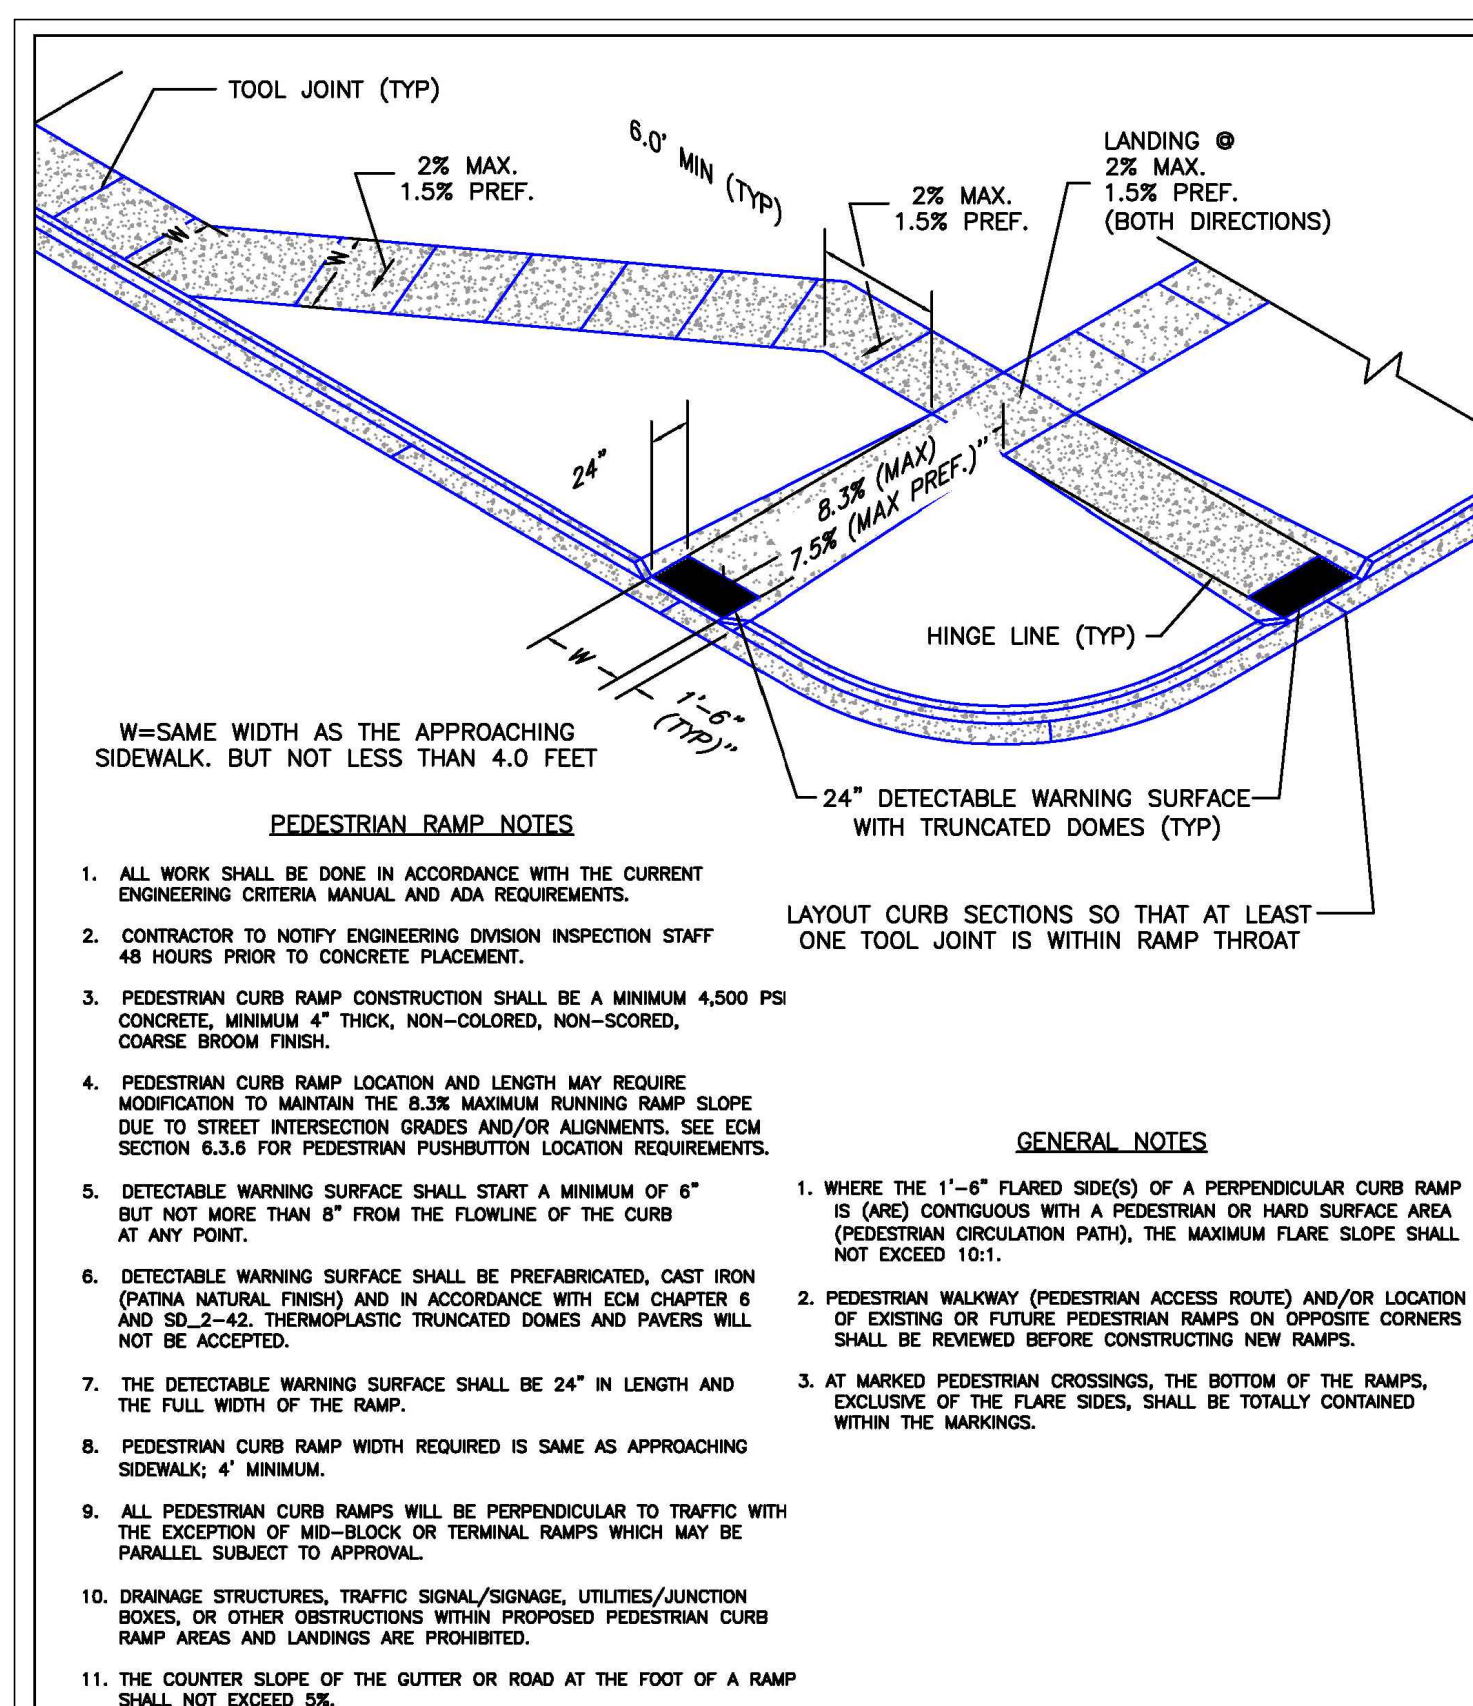 TOOL JOINT (TYP)
2% MAX.
1.5% PREF.
6.0' MIN (TYP)
2% MAX.
1.5% PREF.
LANDING @
2% MAX.
1.5% PREF.
(BOTH DIRECTIONS)
W
W
24"
8.3% (MAX)
7.5% (MAX PREF.)"
HINGE LINE (TYP)
W
1'-6"
(TYP)"
W=SAME WIDTH AS THE APPROACHING
SIDEWALK. BUT NOT LESS THAN 4.0 FEET
24" DETECTABLE WARNING SURFACE
WITH TRUNCATED DOMES (TYP)
LAYOUT CURB SECTIONS SO THAT AT LEAST
ONE TOOL JOINT IS WITHIN RAMP THROAT
PEDESTRIAN RAMP NOTES
1. ALL WORK SHALL BE DONE IN ACCORDANCE WITH THE CURRENT
ENGINEERING CRITERIA MANUAL AND ADA REQUIREMENTS.
2. CONTRACTOR TO NOTIFY ENGINEERING DIVISION INSPECTION STAFF
48 HOURS PRIOR TO CONCRETE PLACEMENT.
3. PEDESTRIAN CURB RAMP CONSTRUCTION SHALL BE A MINIMUM 4,500 PSI
CONCRETE, MINIMUM 4" THICK, NON-COLORED, NON-SCORED,
COARSE BROOM FINISH.
4. PEDESTRIAN CURB RAMP LOCATION AND LENGTH MAY REQUIRE
MODIFICATION TO MAINTAIN THE 8.3% MAXIMUM RUNNING RAMP SLOPE
DUE TO STREET INTERSECTION GRADES AND/OR ALIGNMENTS. SEE ECM
SECTION 6.3.6 FOR PEDESTRIAN PUSHBUTTON LOCATION REQUIREMENTS.
5. DETECTABLE WARNING SURFACE SHALL START A MINIMUM OF 6"
BUT NOT MORE THAN 8" FROM THE FLOWLINE OF THE CURB
AT ANY POINT.
6. DETECTABLE WARNING SURFACE SHALL BE PREFABRICATED, CAST IRON
(PATINA NATURAL FINISH) AND IN ACCORDANCE WITH ECM CHAPTER 6
AND SD_2-42. THERMOPLASTIC TRUNCATED DOMES AND PAVERS WILL
NOT BE ACCEPTED.
7. THE DETECTABLE WARNING SURFACE SHALL BE 24" IN LENGTH AND
THE FULL WIDTH OF THE RAMP.
8. PEDESTRIAN CURB RAMP WIDTH REQUIRED IS SAME AS APPROACHING
SIDEWALK; 4' MINIMUM.
9. ALL PEDESTRIAN CURB RAMPS WILL BE PERPENDICULAR TO TRAFFIC WITH
THE EXCEPTION OF MID-BLOCK OR TERMINAL RAMPS WHICH MAY BE
PARALLEL SUBJECT TO APPROVAL.
10. DRAINAGE STRUCTURES, TRAFFIC SIGNAL/SIGNAGE, UTILITIES/JUNCTION
BOXES, OR OTHER OBSTRUCTIONS WITHIN PROPOSED PEDESTRIAN CURB
RAMP AREAS AND LANDINGS ARE PROHIBITED.
11. THE COUNTER SLOPE OF THE GUTTER OR ROAD AT THE FOOT OF A RAMP
SHALL NOT EXCEED 5%.
GENERAL NOTES
1. WHERE THE 1'-6" FLARED SIDE(S) OF A PERPENDICULAR CURB RAMP
IS (ARE) CONTIGUOUS WITH A PEDESTRIAN OR HARD SURFACE AREA
(PEDESTRIAN CIRCULATION PATH), THE MAXIMUM FLARE SLOPE SHALL
NOT EXCEED 10:1.
2. PEDESTRIAN WALKWAY (PEDESTRIAN ACCESS ROUTE) AND/OR LOCATION
OF EXISTING OR FUTURE PEDESTRIAN RAMPS ON OPPOSITE CORNERS
SHALL BE REVIEWED BEFORE CONSTRUCTING NEW RAMPS.
3. AT MARKED PEDESTRIAN CROSSINGS, THE BOTTOM OF THE RAMPS,
EXCLUSIVE OF THE FLARE SIDES, SHALL BE TOTALLY CONTAINED
WITHIN THE MARKINGS.